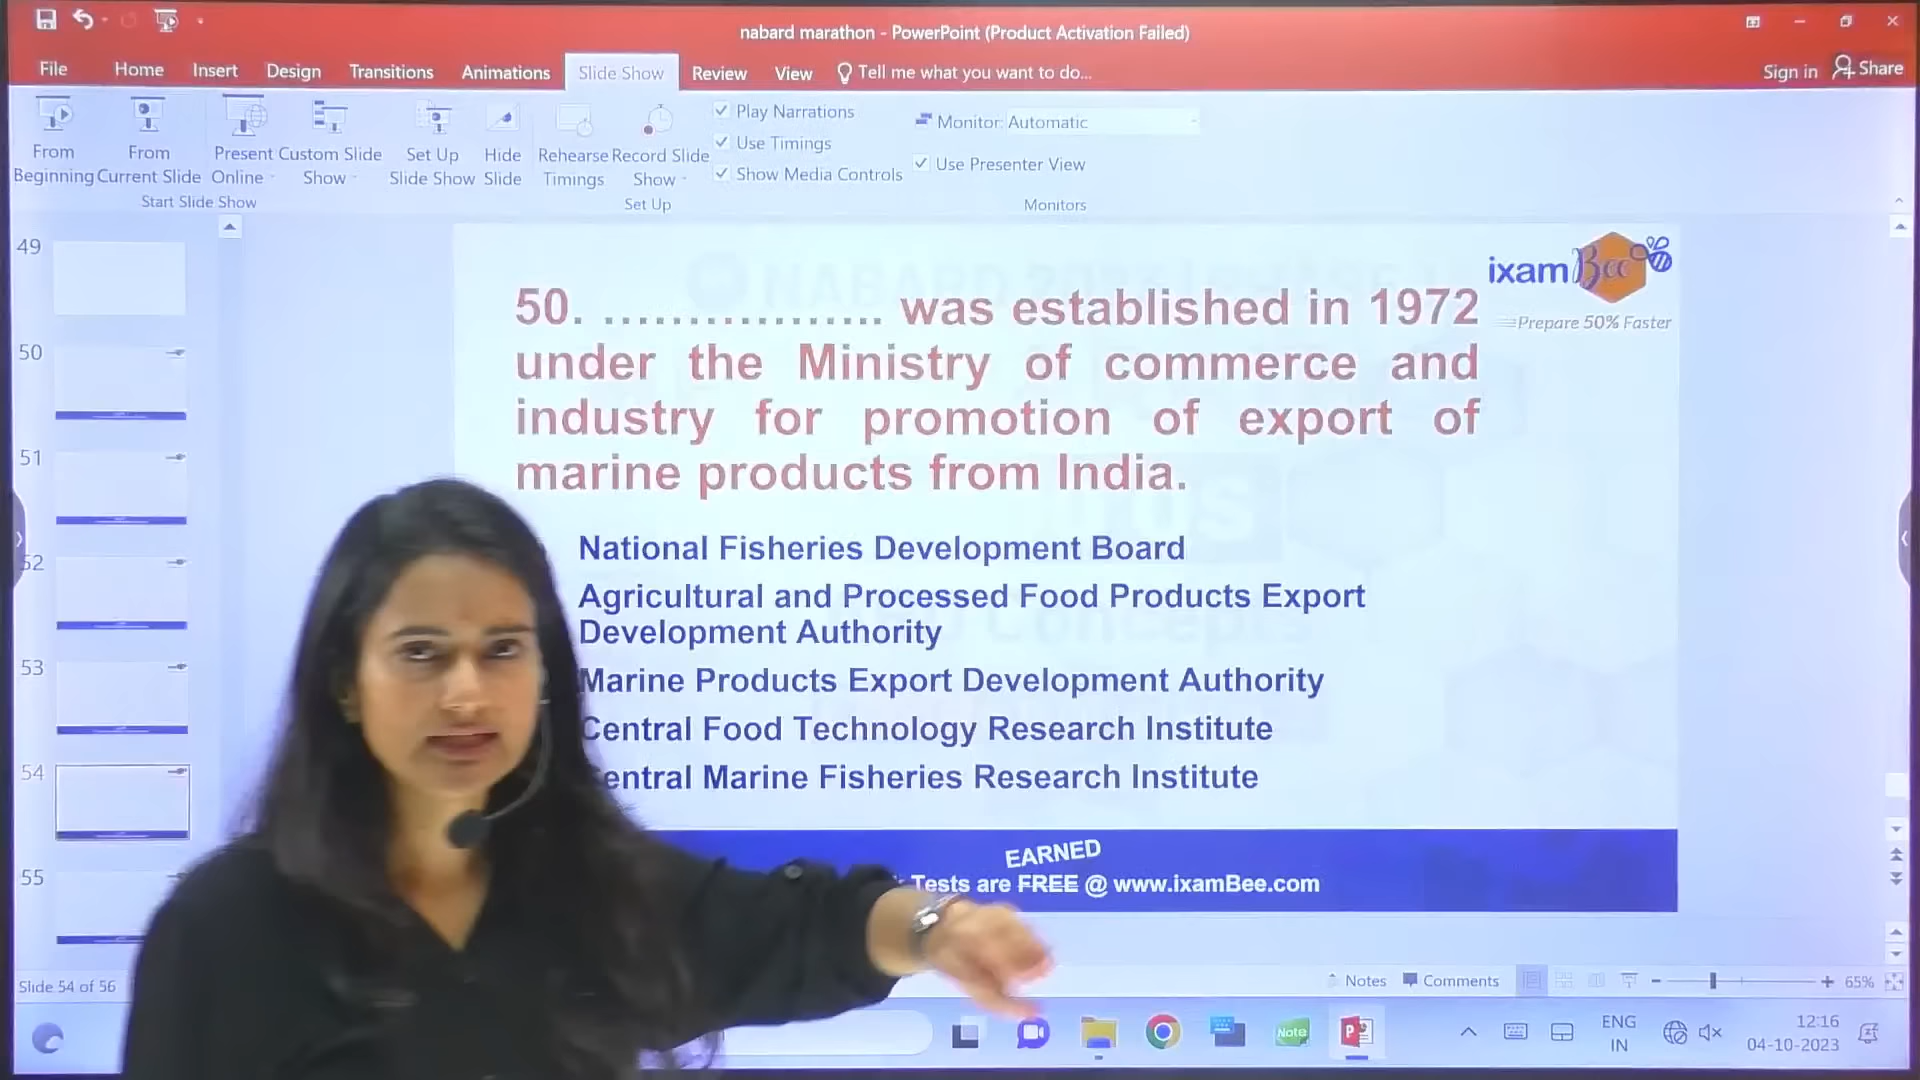 nabard marathon - PowerPoint (Product Activation Failed)
File Home Insert Design Transitions Animations Slide Show Review View Tell me what you want to do... Sign in Share
From Beginning
From Current Slide
Present Online
Custom Slide Show
Set Up Slide Show
Hide Slide
Rehearse Timings
Record Slide Show
Play Narrations
Use Timings
Show Media Controls
Monitor: Automatic
Use Presenter View
Start Slide Show
Set Up
Monitors
49
50
51
52
53
54
55
ixamBee
Prepare 50% Faster
50. .................... was established in 1972
under the Ministry of commerce and
industry for promotion of export of
marine products from India.
National Fisheries Development Board
Agricultural and Processed Food Products Export
Development Authority
Marine Products Export Development Authority
Central Food Technology Research Institute
Central Marine Fisheries Research Institute
EARNED
Tests are FREE @ www.ixamBee.com
Slide 54 of 56
Notes Comments 65%
Note
ENG
IN
12:16
04-10-2023